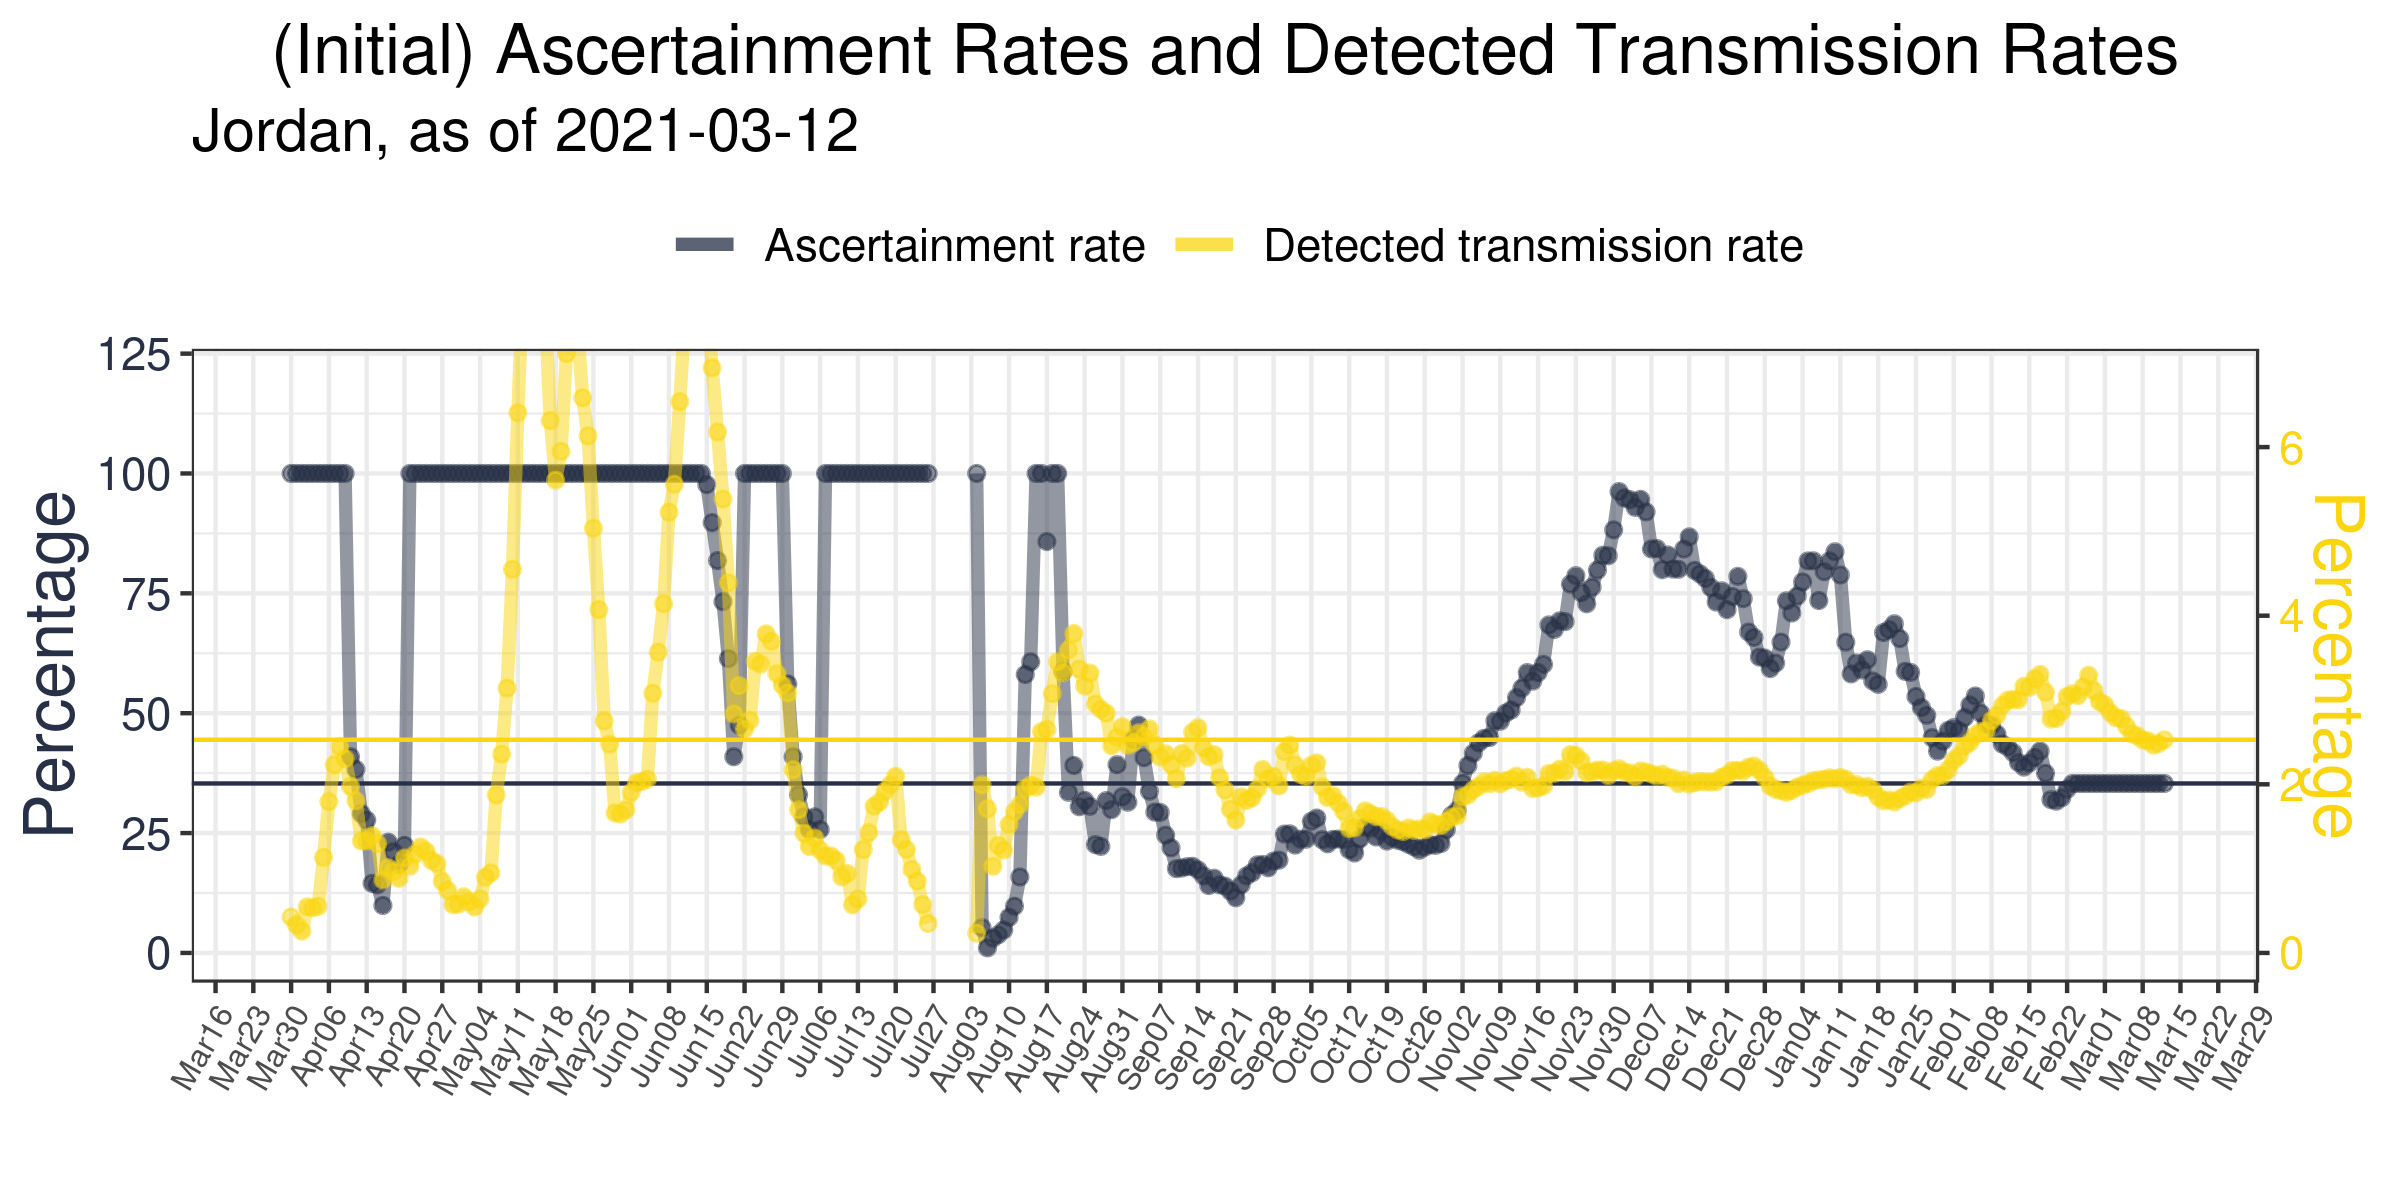 (Initial) Ascertainment Rates and Detected Transmission Rates
Jordan, as of 2021-03-12
Ascertainment rate
Detected transmission rate
125
100
75
50
25
0
Percentage
6
4
2
0
Percentage
Mar16
Mar23
Mar30
Apr06
Apr13
Apr20
Apr27
May04
May11
May18
May25
Jun01
Jun08
Jun15
Jun22
Jun29
Jul06
Jul13
Jul20
Jul27
Aug03
Aug10
Aug17
Aug24
Aug31
Sep07
Sep14
Sep21
Sep28
Oct05
Oct12
Oct19
Oct26
Nov02
Nov09
Nov16
Nov23
Nov30
Dec07
Dec14
Dec21
Dec28
Jan04
Jan11
Jan18
Jan25
Feb01
Feb08
Feb15
Feb22
Mar01
Mar08
Mar15
Mar22
Mar29